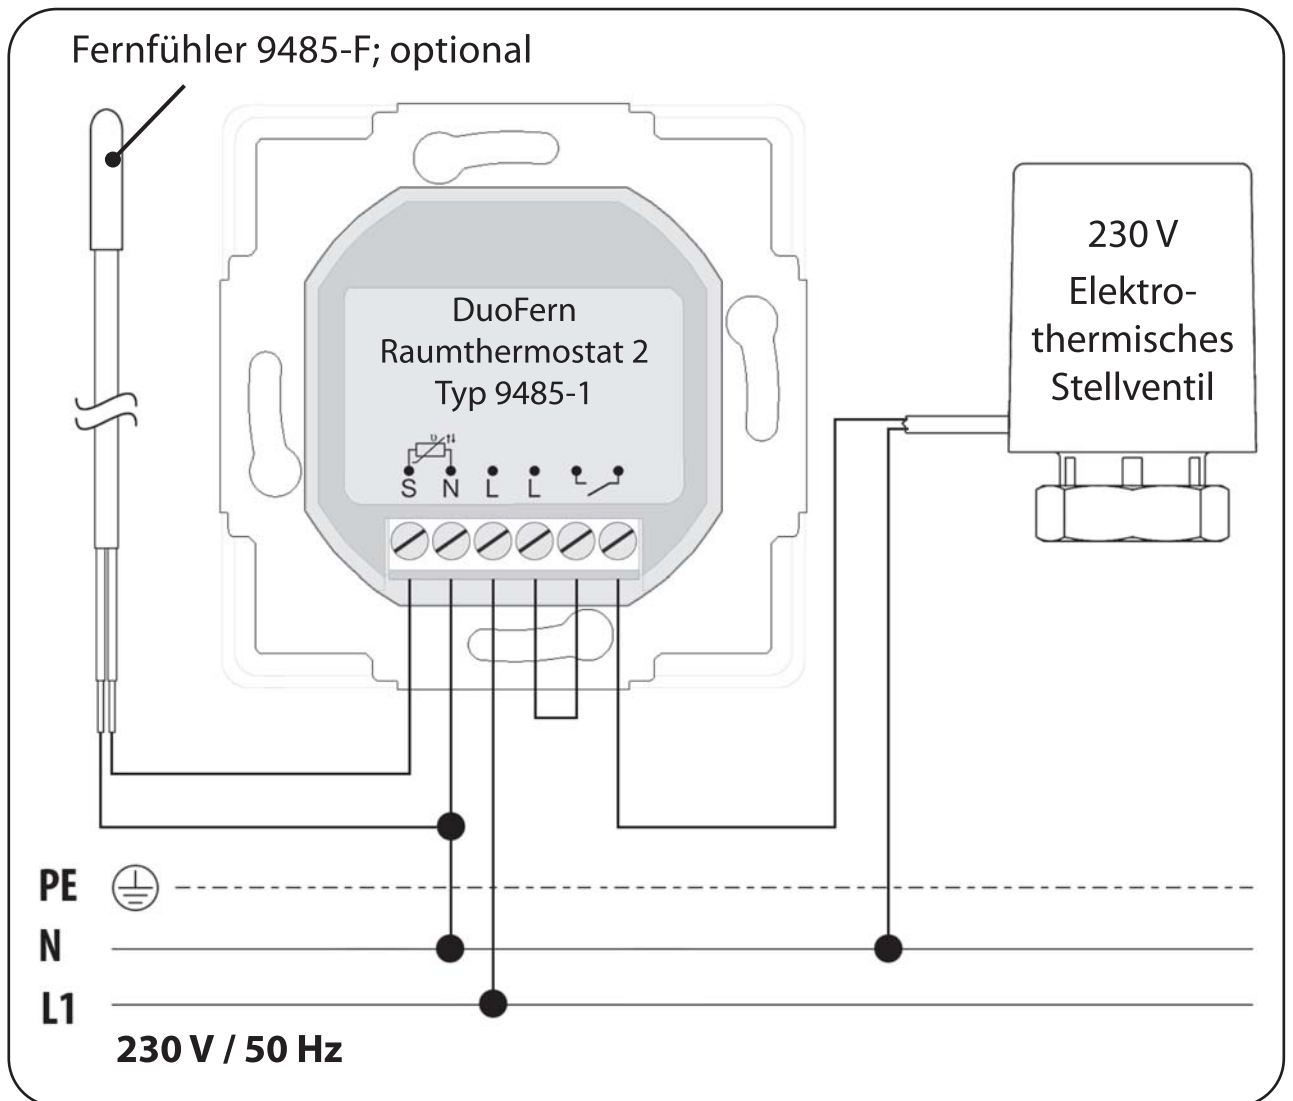 Fernfühler 9485-F; optional
DuoFern
Raumthermostat 2
Typ 9485-1
S N L L
230 V
Elektro-
thermisches
Stellventil
PE
N
L1
230 V / 50 Hz